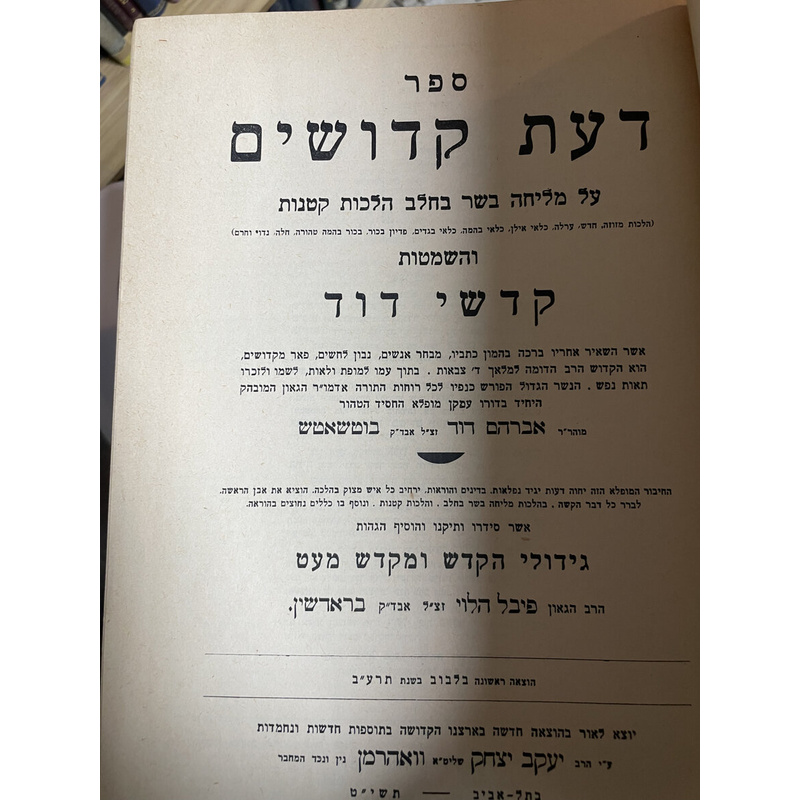 ספר
דעת קדושים
על מליחה בשר בחלב הלכות קטנות
(הלכות מזוזה, חדש, ערלה, כלאי אילן, כלאי בהמה, כלאי בגדים, פדיון בכור, בכור בהמה טהורה, חלה, נדוי וחרם)
והשמטות
קדשי דוד
אשר השאיר אחריו ברכה בהמון כתביו, מבחר אנשים, נבון לחשים, פאר מקדושים,
הוא הקדוש הרב הדומה למלאך ד׳ צבאות . בתוך עמו למופת ולאות, לשמו ולזכרו
תאות נפש . הנשר הגדול הפורש כנפיו לכל רוחות התורה אדמו״ר הגאון המובהק
היחיד בדורו עסקן מופלא החסיד הטהור
מוהר״ר אברהם דוד זצ״ל אבד״ק בוטשאטש
החיבור המופלא הזה יחוה דעות יגיד נפלאות, בדינים והוראות, ירחיב כל איש מצוק בהלכה. הוציא את אבן הראשה.
לברר כל דבר הקשה , בהלכות מליחה בשר בחלב . והלכות קטנות . ונוסף בו כללים נחוצים בהוראה.
אשר סידרו ותיקנו והוסיף הגהות
גידולי הקדש ומקדש מעט
הרב הגאון פיבל הלוי זצ״ל אבד״ק בראדשין.
הוצאה ראשונה בלבוב בשנת תרע״ב
יוצא לאור בהוצאה חדשה בארצנו הקדושה בתוספות חדשות ונחמדות
ע״י הרב יעקב יצחק שליט״א וואהרמן נין ונכד המחבר
בתל-אביב — תשי״ט